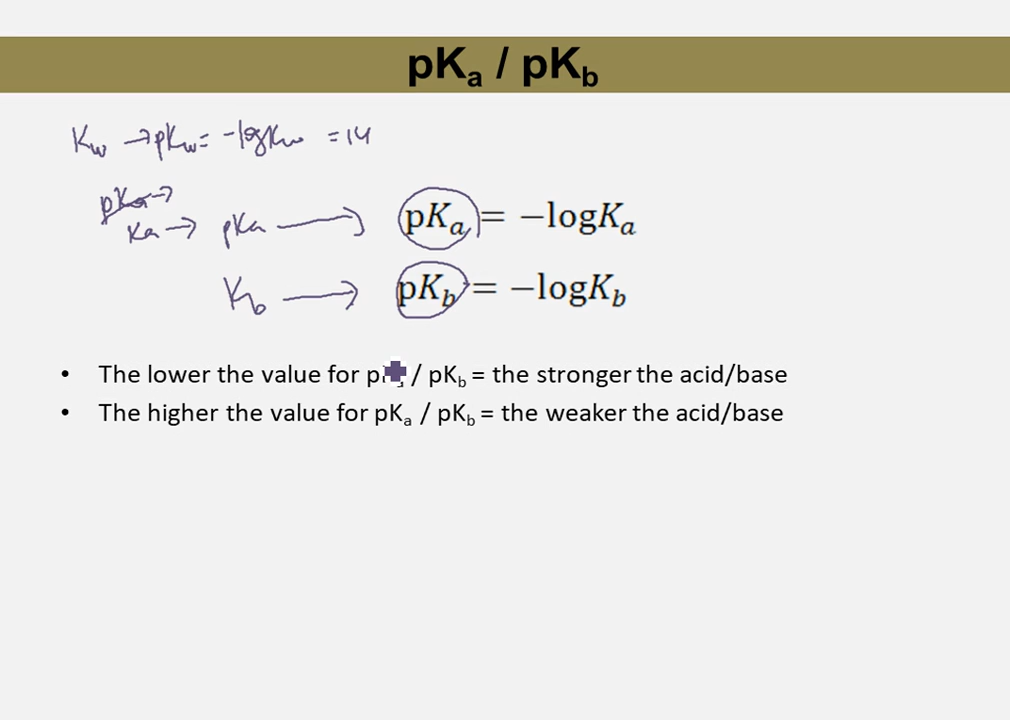 pKa / pKb
Kw → pKw = -logKw = 14
pKa →
Ka → pKa → pKa = −logKa
Kb → pKb = −logKb
• The lower the value for / pKb = the stronger the acid/base
• The higher the value for pKa / pKb = the weaker the acid/base